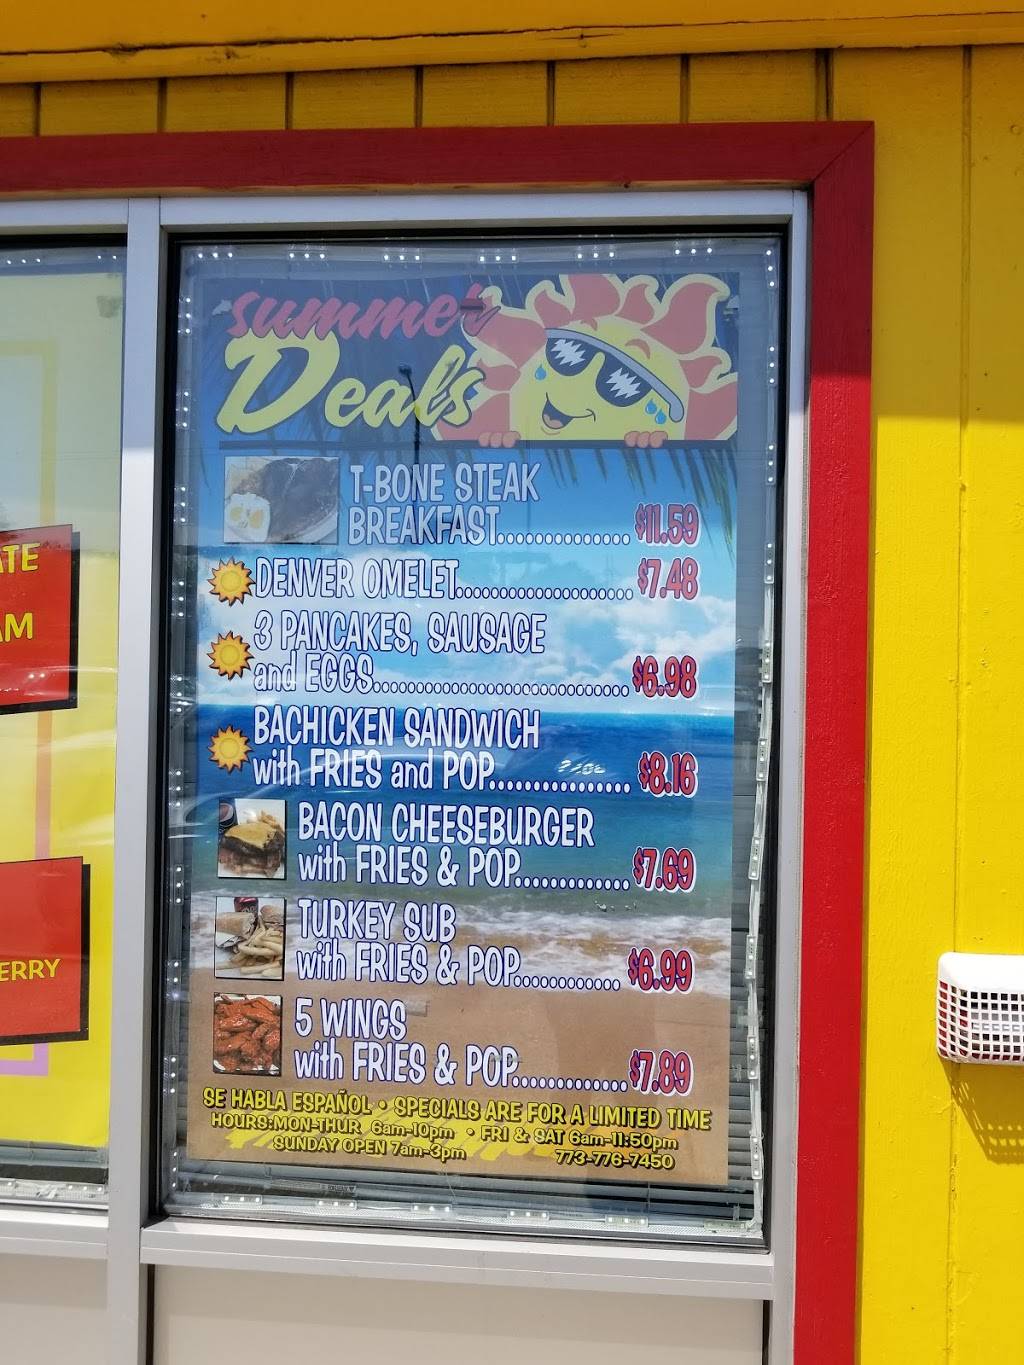 summer
Deals
T-BONE STEAK
BREAKFAST............... $11.59
DENVER OMELET..................... $7.48
3 PANCAKES, SAUSAGE
and EGGS.............................. $6.98
BACHICKEN SANDWICH
with FRIES and POP................ $8.16
BACON CHEESEBURGER
with FRIES & POP............. $7.69
TURKEY SUB
with FRIES & POP............ $6.99
5 WINGS
with FRIES & POP............. $7.89
SE HABLA ESPAÑOL • SPECIALS ARE FOR A LIMITED TIME
HOURS:MON-THUR 6am-10pm • FRI & SAT 6am-11:50pm
SUNDAY OPEN 7am-3pm 773-776-7450